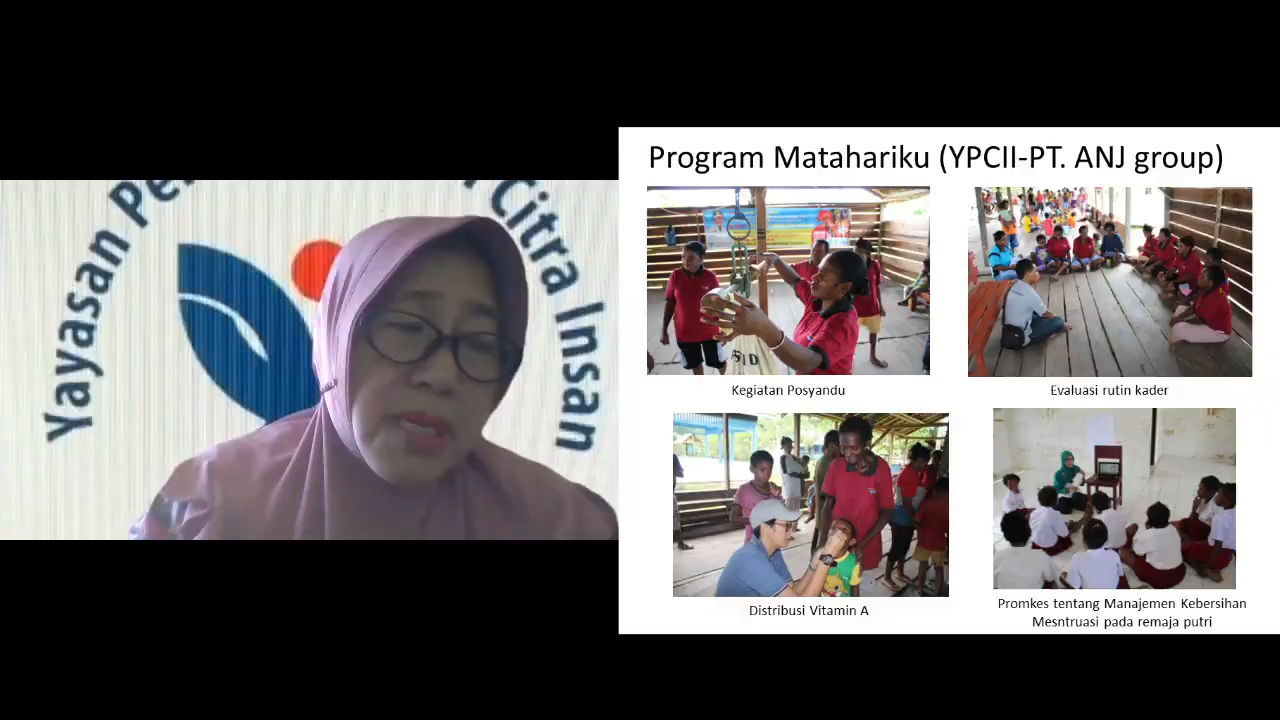 Yayasan
Citra Insan
Program Matahariku (YPCII-PT. ANJ group)
Kegiatan Posyandu
Evaluasi rutin kader
Distribusi Vitamin A
Promkes tentang Manajemen Kebersihan
Mesntruasi pada remaja putri